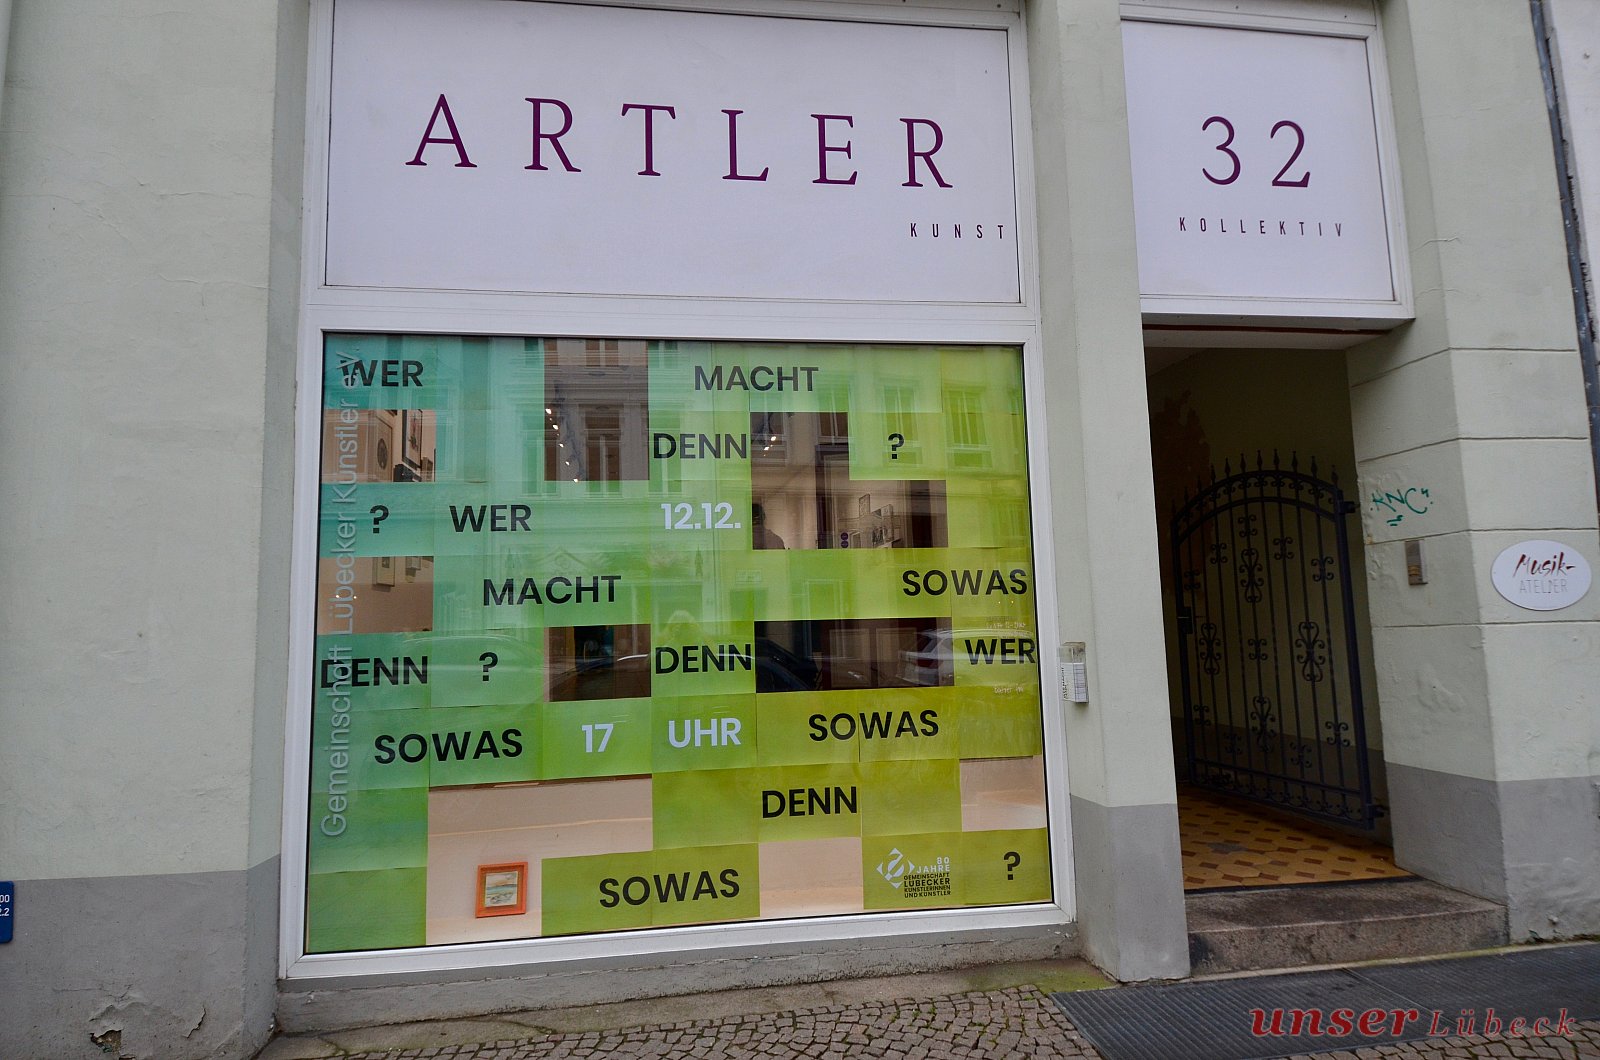 ARTLER
KUNST
32
KOLLEKTIV
WER MACHT
DENN ?
? WER 12.12.
MACHT SOWAS
DENN ? DENN WER
SOWAS 17 UHR SOWAS
DENN
SOWAS ?
80
JAHRE
GEMEINSCHAFT
LÜBECKER
KÜNSTLERINNEN
UND KÜNSTLER
Gemeinschaft Lübecker Künstler e.V.
KNC
Musik-
ATELIER
unser Lübeck